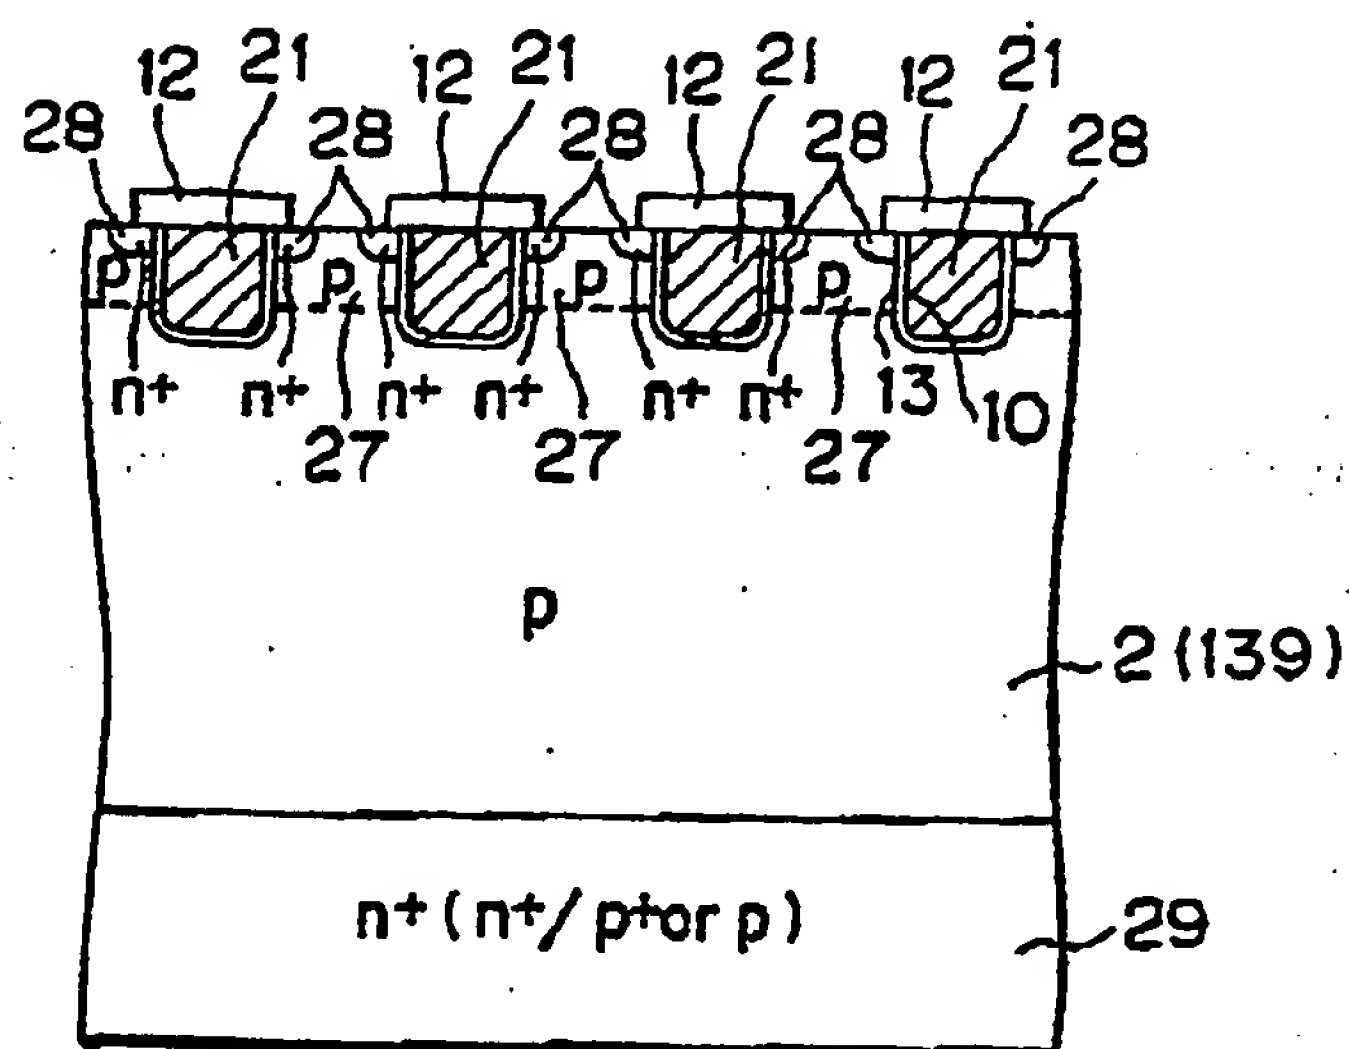 12 21 12 21 12 21 12 21
28 28 28 28 28
p p p p
n+ n+ n+ n+ n+ n+ 13 10
27 27 27
p
2 (139)
n+ (n+/p+or p)
29